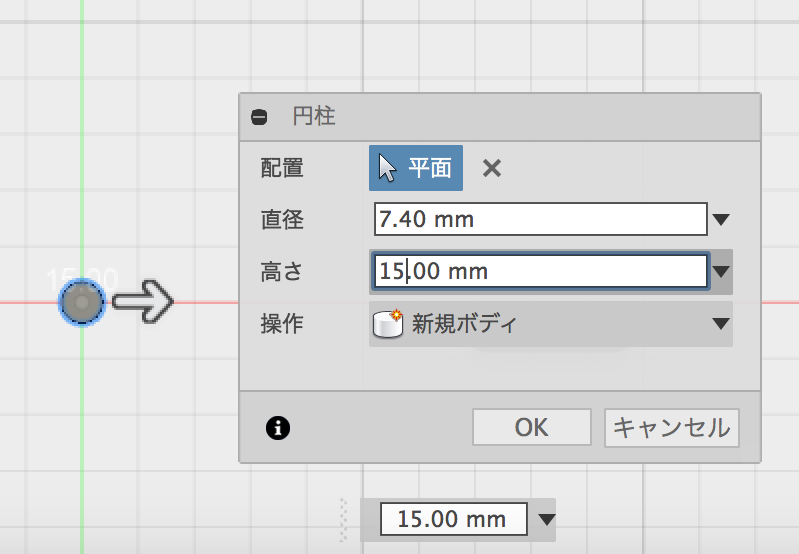 円柱
配置 平面
直径 7.40 mm
15.00
高さ 15.00 mm
操作 新規ボディ
OK キャンセル
15.00 mm